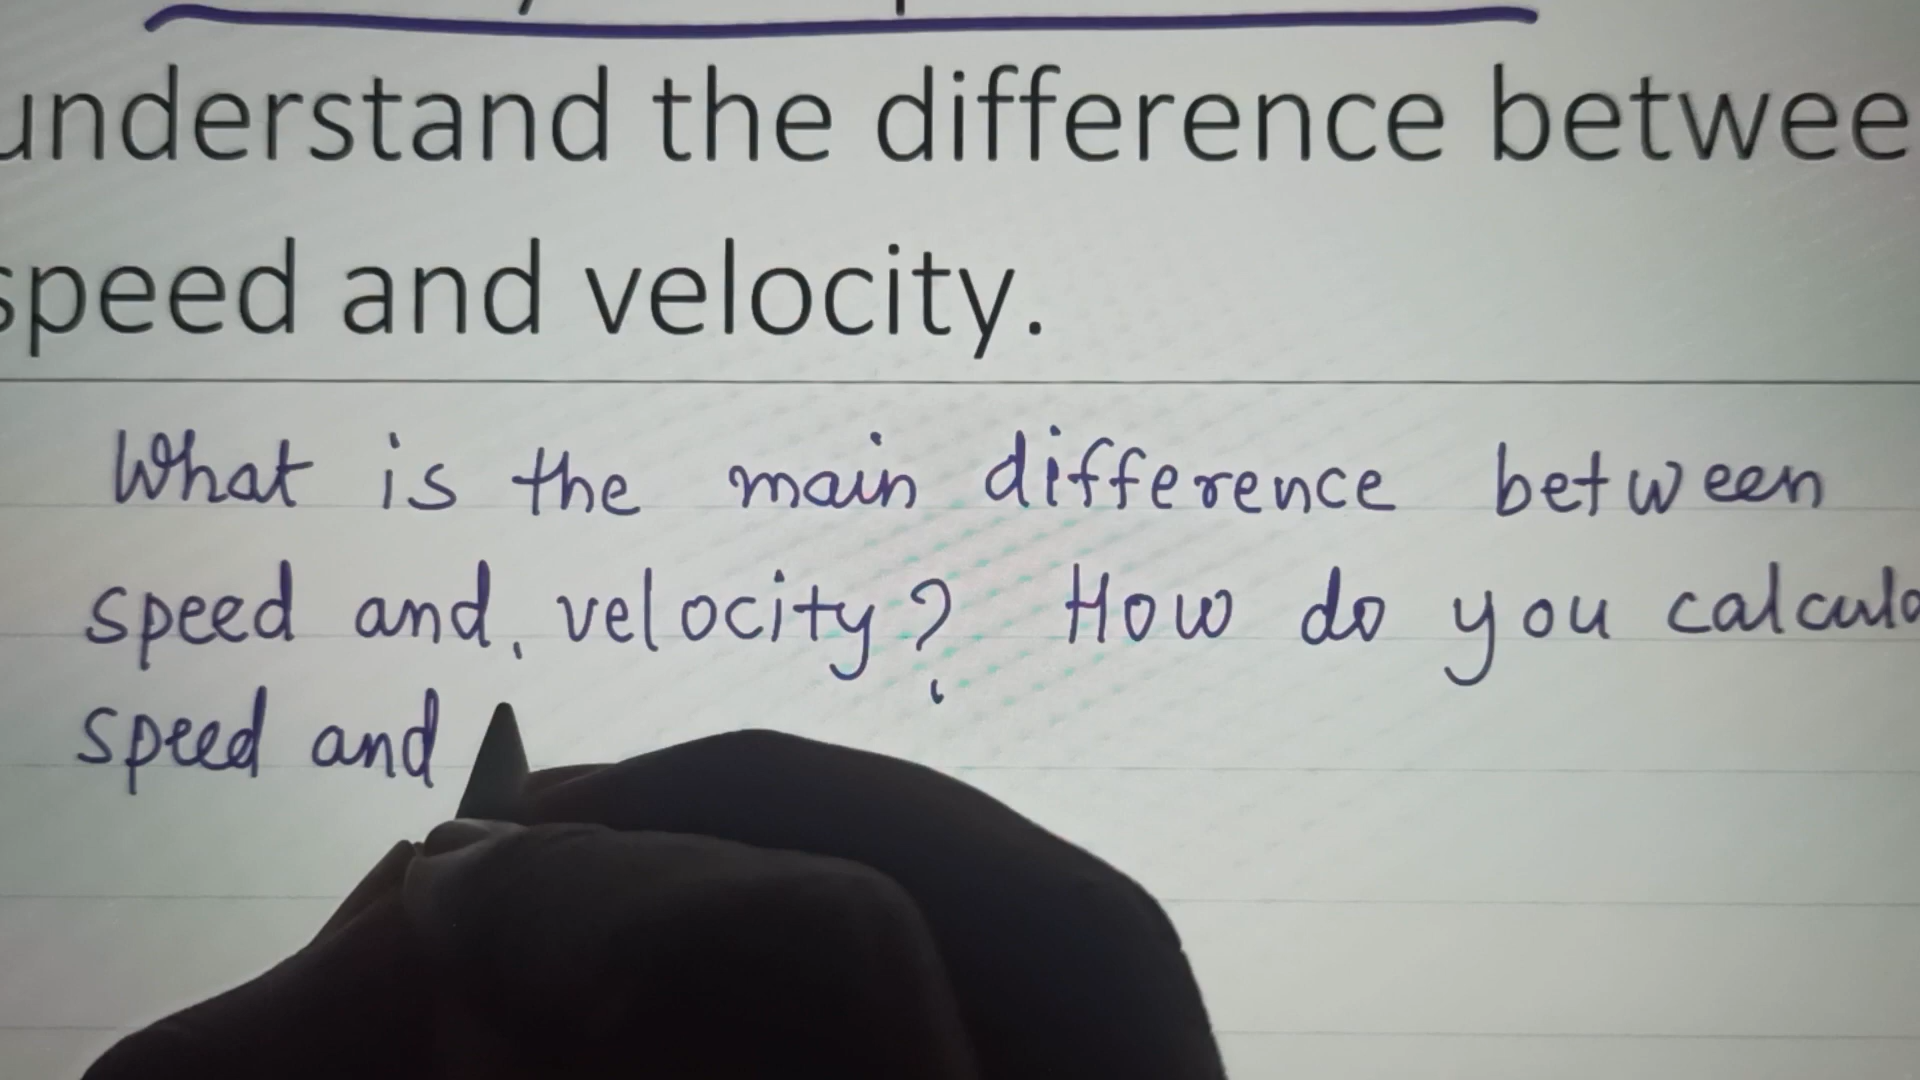 understand the difference betwee
speed and velocity.
What is the main difference between
speed and, velocity? How do you calcula
speed and